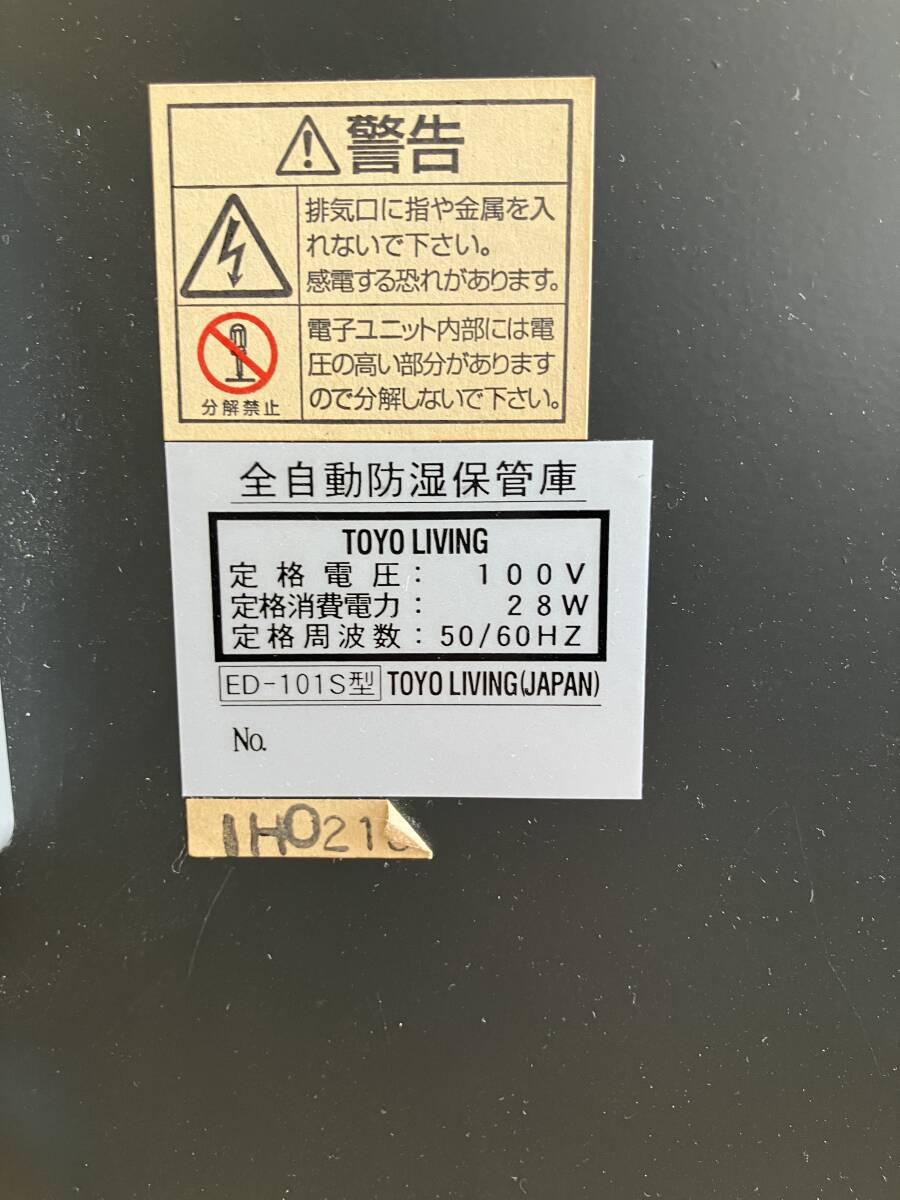 警告
排気口に指や金属を入
れないで下さい。
感電する恐れがあります。
分解禁止
電子ユニット内部には電
圧の高い部分があります
ので分解しないで下さい。
全自動防湿保管庫
TOYO LIVING
定格電圧: 100V
定格消費電力: 28W
定格周波数: 50/60HZ
ED-101S型 TOYO LIVING(JAPAN)
No.